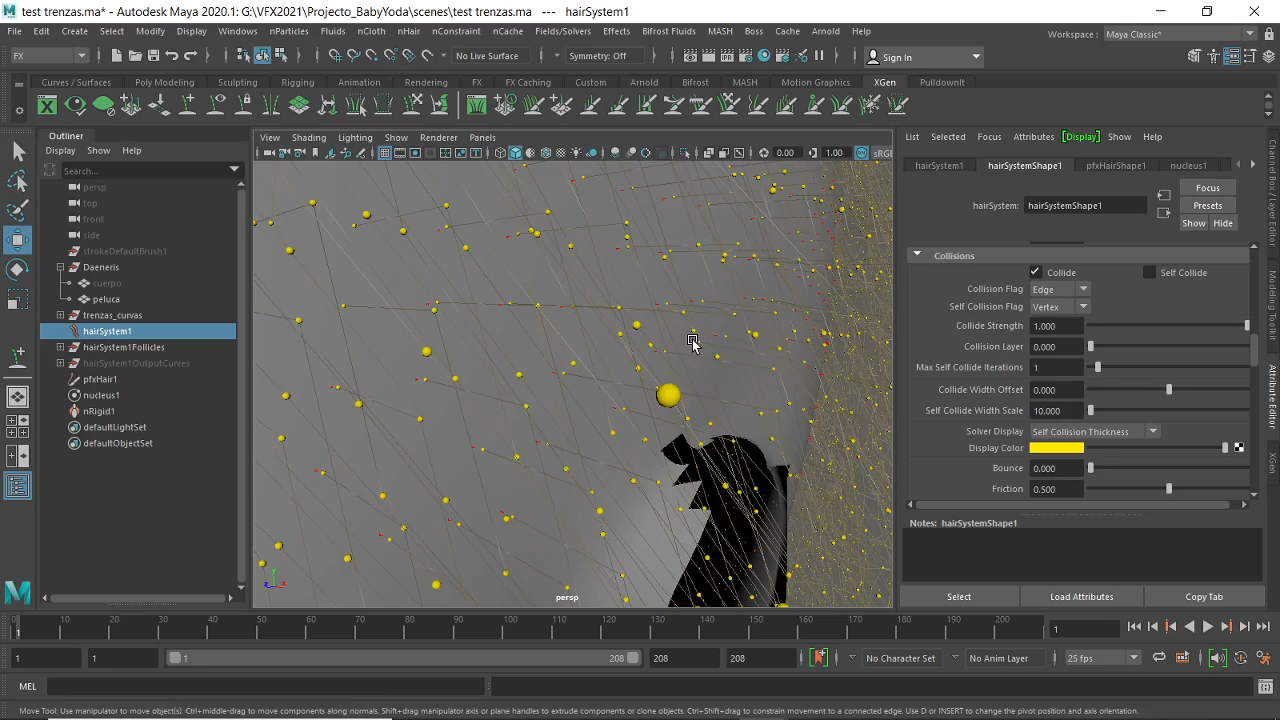 test trenzas.ma* - Autodesk Maya 2020.1: G:\VFX2021\Projecto_BabyYoda\scenes\test trenzas.ma --- hairSystem1
File Edit Create Select Modify Display Windows nParticles Fluids nCloth nHair nConstraint nCache Fields/Solvers Effects MASH Bifrost Fluids Boss Cache Arnold Help Workspace : Maya Classic*
FX No Live Surface Symmetry: Off Sign In
Curves / Surfaces Poly Modeling Sculpting Rigging Animation Rendering FX FX Caching Custom Arnold Bifrost MASH Motion Graphics XGen PulldownIt
Outliner
Display Show Help
Search...
persp
top
front
side
strokeDefaultBrush1
Daeneris
cuerpo
peluca
trenzas_curvas
hairSystem1
hairSystem1Follicles
hairSystem1OutputCurves
pfxHair1
nucleus1
nRigid1
defaultLightSet
defaultObjectSet
View Shading Lighting Show Renderer Panels
0.00 1.00 sRGB
persp
List Selected Focus Attributes [Display] Show Help
hairSystem1 hairSystemShape1 pfxHairShape1 nucleus1
Focus
hairSystem: hairSystemShape1 Presets
Show Hide
Collisions
Collide Self Collide
Collision Flag Edge
Self Collision Flag Vertex
Collide Strength 1.000
Collision Layer 0.000
Max Self Collide Iterations 1
Collide Width Offset 0.000
Self Collide Width Scale 10.000
Solver Display Self Collision Thickness
Display Color
Bounce 0.000
Friction 0.500
Notes: hairSystemShape1
Select Load Attributes Copy Tab
Channel Box / Layer Editor
Modeling Toolkit
Attribute Editor
XGen
0 10 20 30 40 50 60 70 80 90 100 110 120 130 140 150 160 170 180 190 200 1
1
1 1 1 208 208 208 No Character Set No Anim Layer 25 fps
MEL
Move Tool: Use manipulator to move object(s). Ctrl+middle-drag to move components along normals. Shift+drag manipulator axis or plane handles to extrude components or clone objects. Ctrl+Shift+drag to constrain movement to a connected edge. Use D or INSERT to change the pivot position and axis orientation.